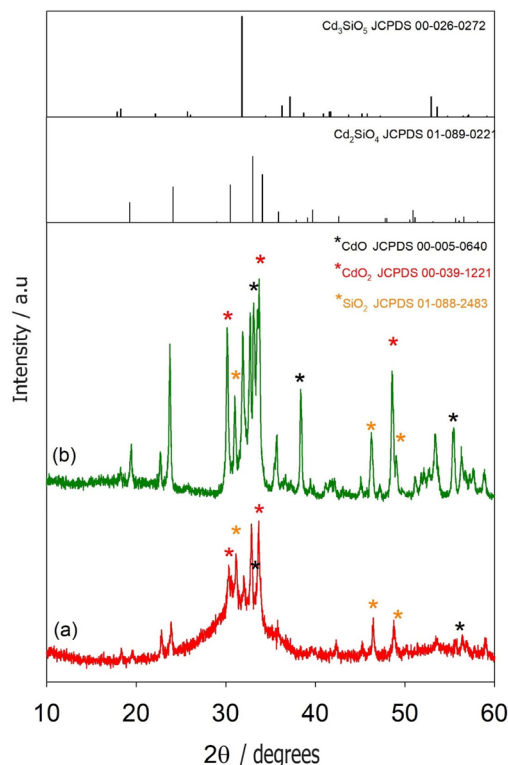 Cd₃SiO₅ JCPDS 00-026-0272
Cd₂SiO₄ JCPDS 01-089-0221
*CdO JCPDS 00-005-0640
*CdO₂ JCPDS 00-039-1221
*SiO₂ JCPDS 01-088-2483
Intensity / a.u
(b)
(a)
10 20 30 40 50 60
2θ / degrees